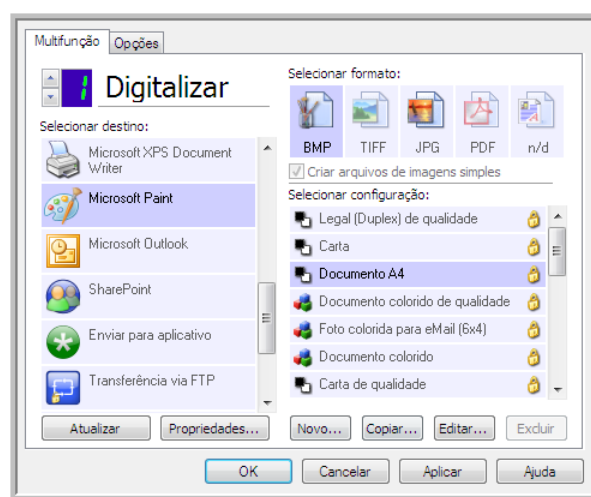 Multifunção
Opções
1
Digitalizar
Selecionar destino:
Microsoft XPS Document
Writer
Microsoft Paint
Microsoft Outlook
SharePoint
Enviar para aplicativo
Transferência via FTP
Atualizar
Propriedades...
Selecionar formato:
BMP
TIFF
JPG
PDF
n/d
Criar arquivos de imagens simples
Selecionar configuração:
Legal (Duplex) de qualidade
Carta
Documento A4
Documento colorido de qualidade
Foto colorida para eMail (6x4)
Documento colorido
Carta de qualidade
Novo...
Copiar...
Editar...
Excluir
OK
Cancelar
Aplicar
Ajuda